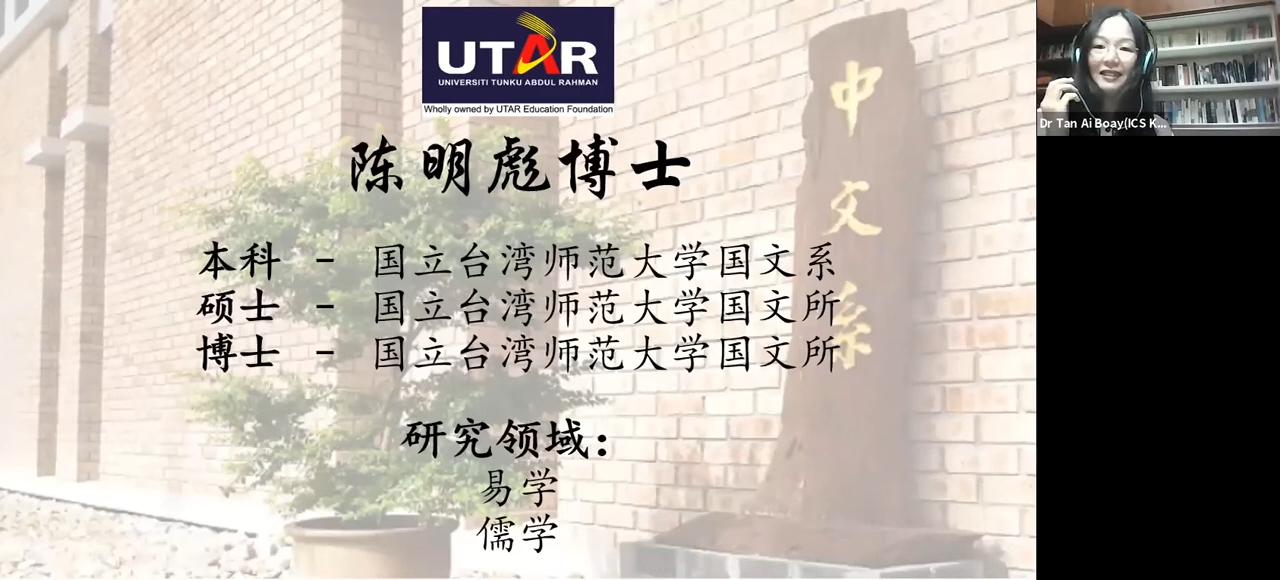 UTAR
UNIVERSITI TUNKU ABDUL RAHMAN
Wholly owned by UTAR Education Foundation
陈明彪博士
本科 - 国立台湾师范大学国文系
硕士 - 国立台湾师范大学国文所
博士 - 国立台湾师范大学国文所
研究领域：
易学
儒学
中文系
Dr Tan Ai Boay(ICS K...